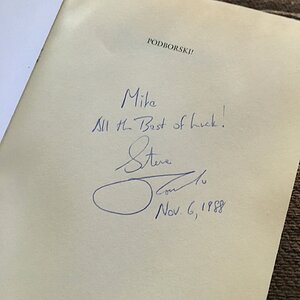 PODBORSKI!
Mike
All the Best of Luck!
Steve
Nov. 6, 1988